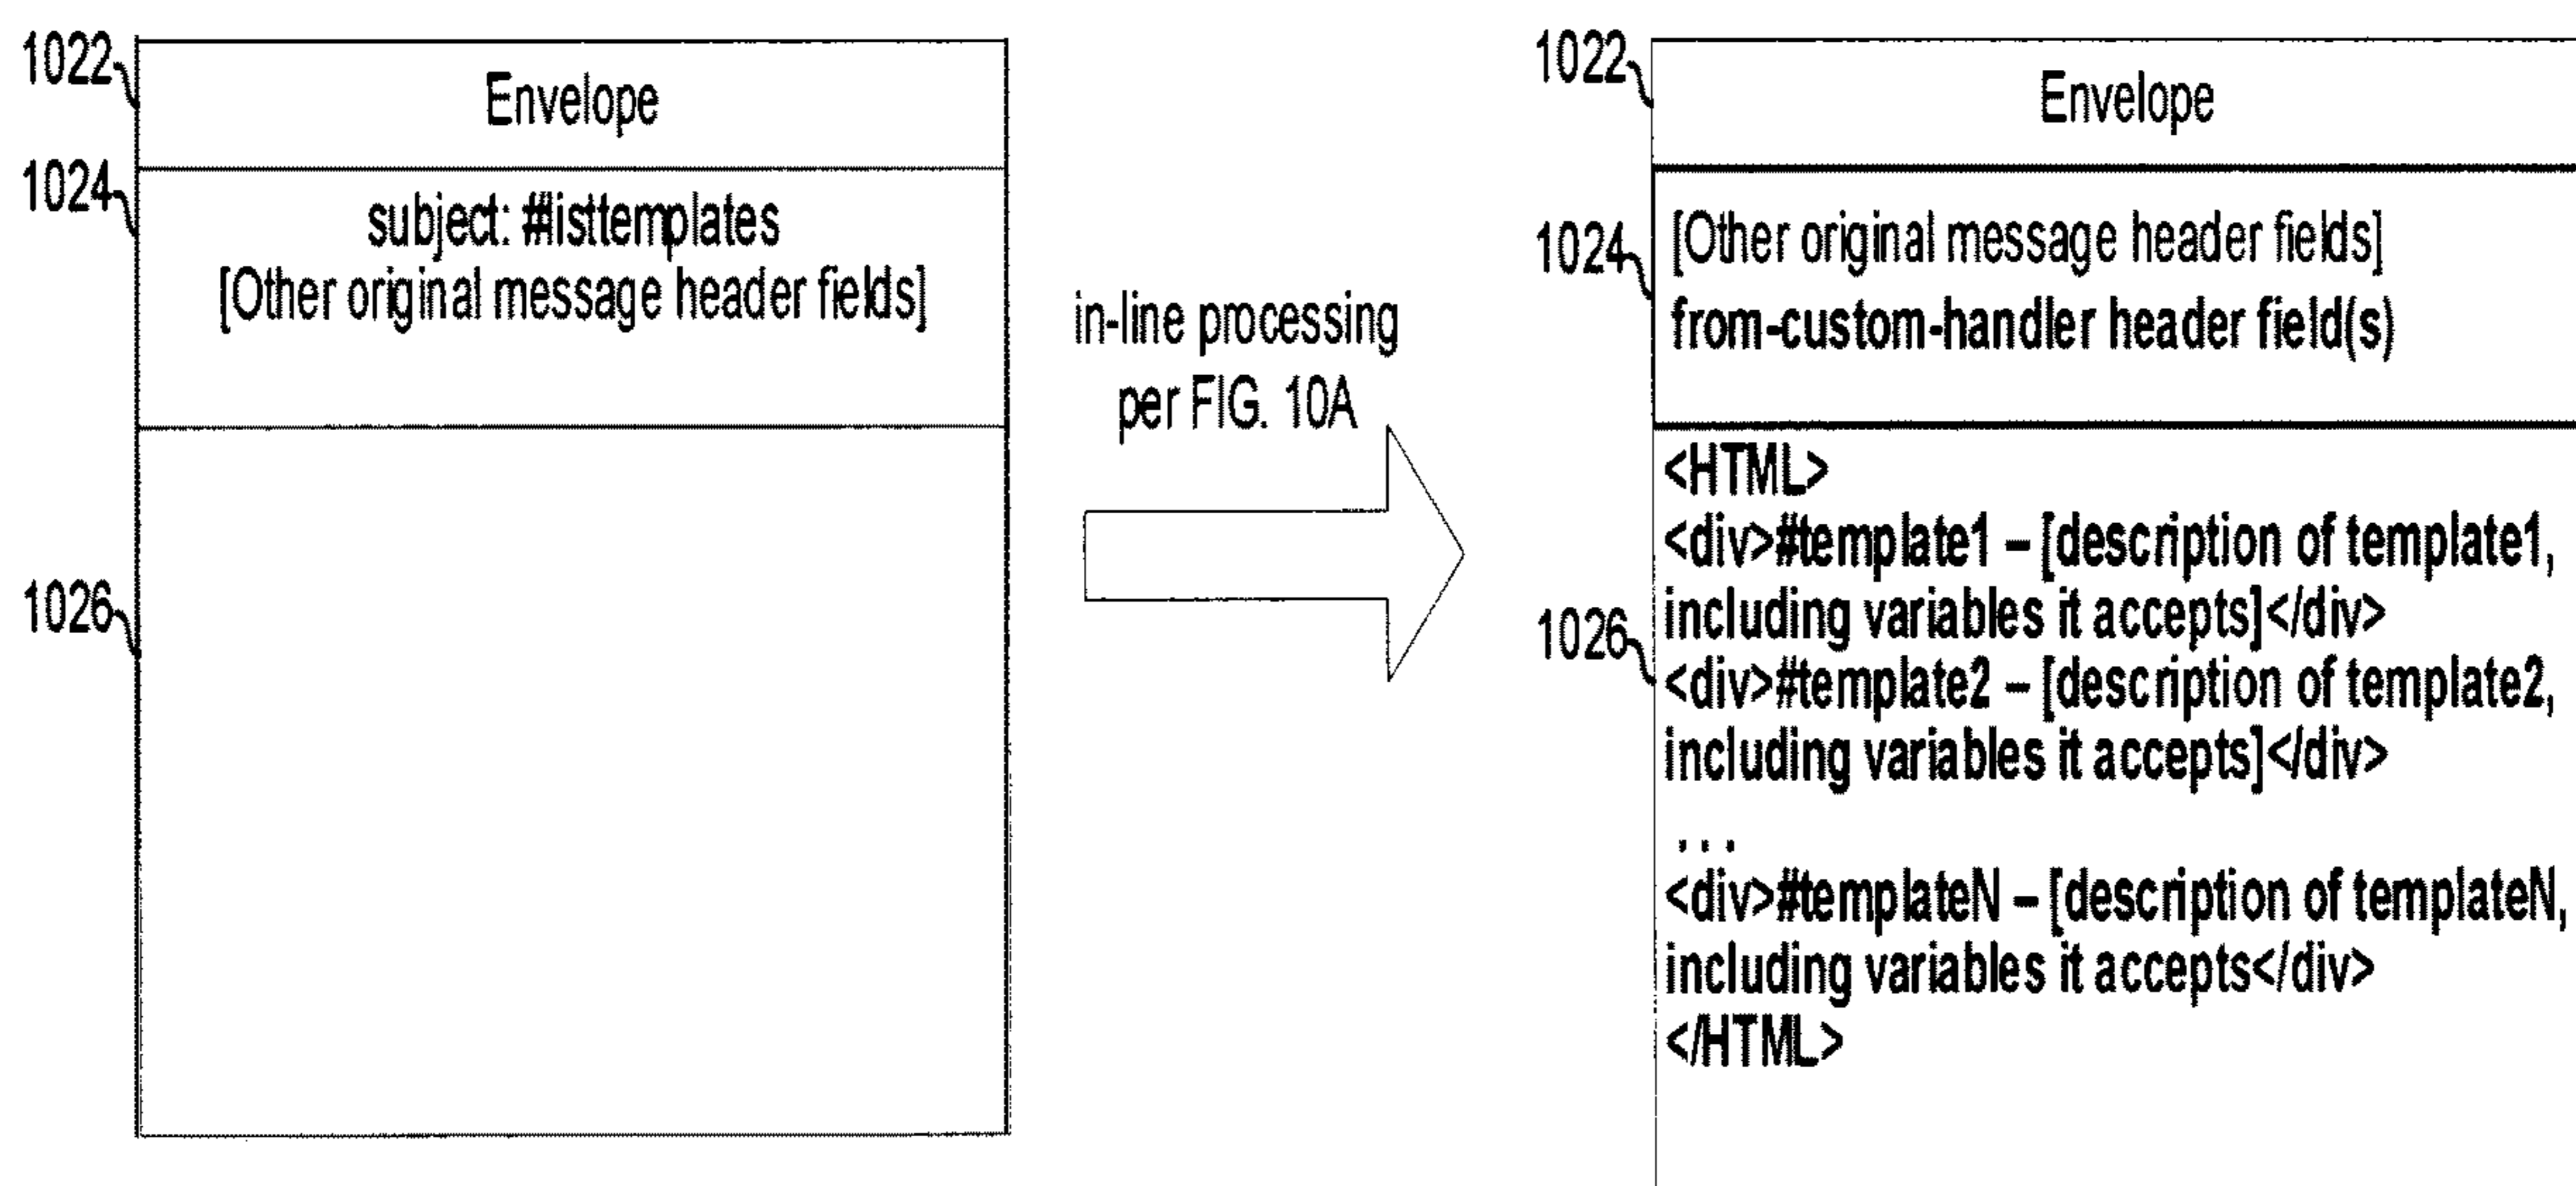 1022
Envelope
1024
subject: #listtemplates
[Other original message header fields]
1026
in-line processing
per FIG. 10A
1022
Envelope
1024
[Other original message header fields]
from-custom-handler header field(s)
1026
<HTML>
<div>#template1 – [description of template1,
including variables it accepts]</div>
<div>#template2 – [description of template2,
including variables it accepts]</div>
...
<div>#templateN – [description of templateN,
including variables it accepts</div>
</HTML>